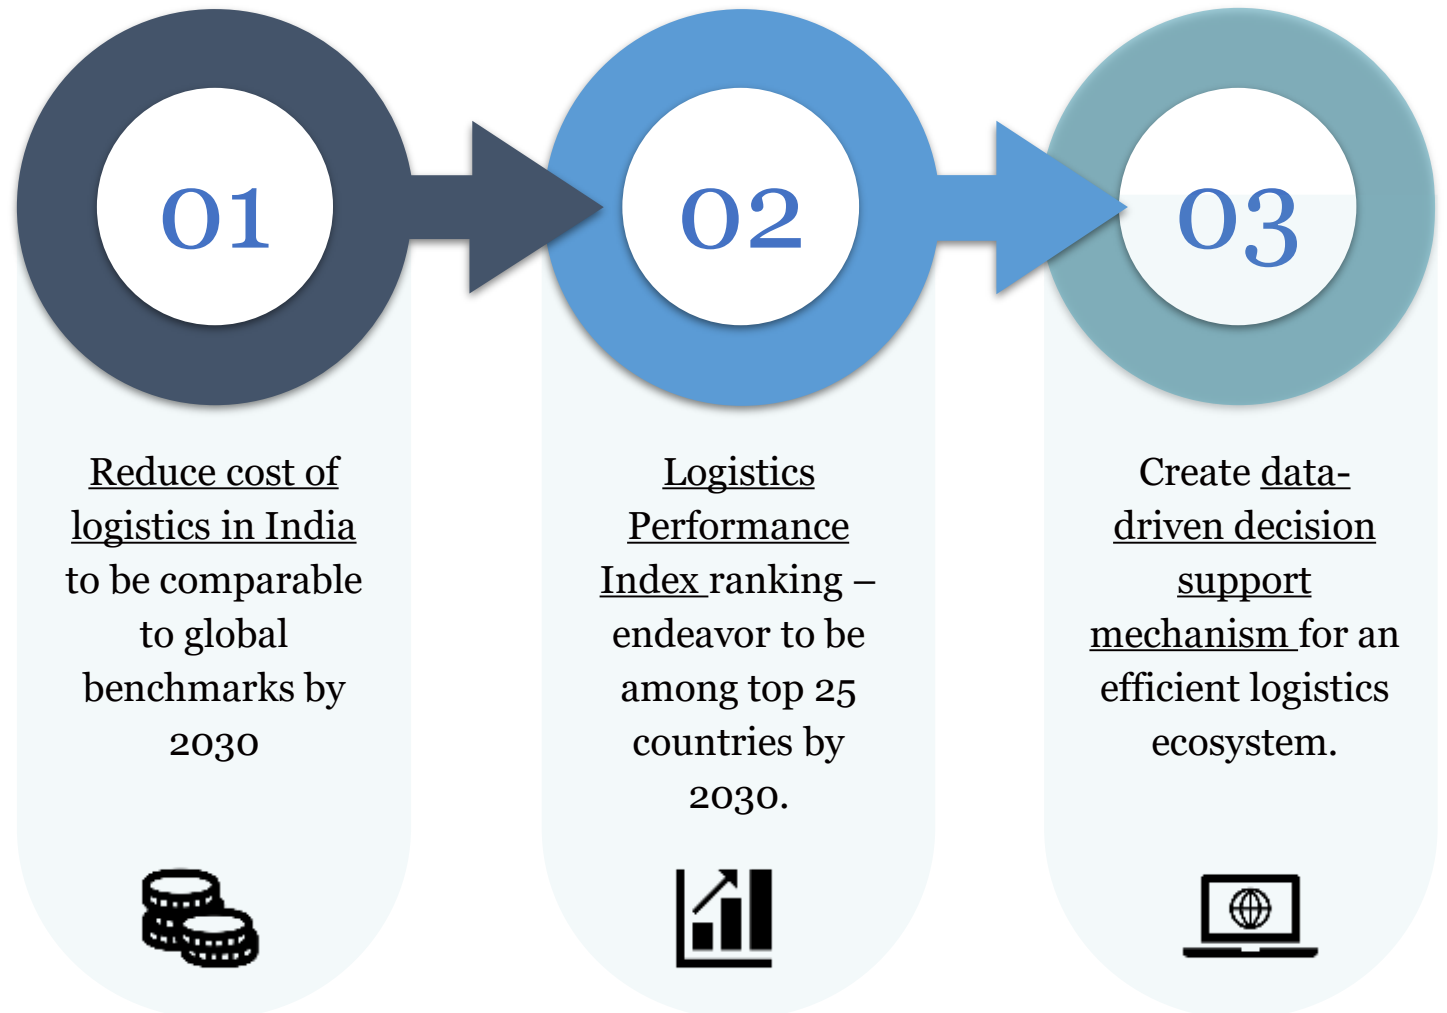 01
Reduce cost of
logistics in India
to be comparable
to global
benchmarks by
2030
02
Logistics
Performance
Index ranking –
endeavor to be
among top 25
countries by
2030.
03
Create data-
driven decision
support
mechanism for an
efficient logistics
ecosystem.